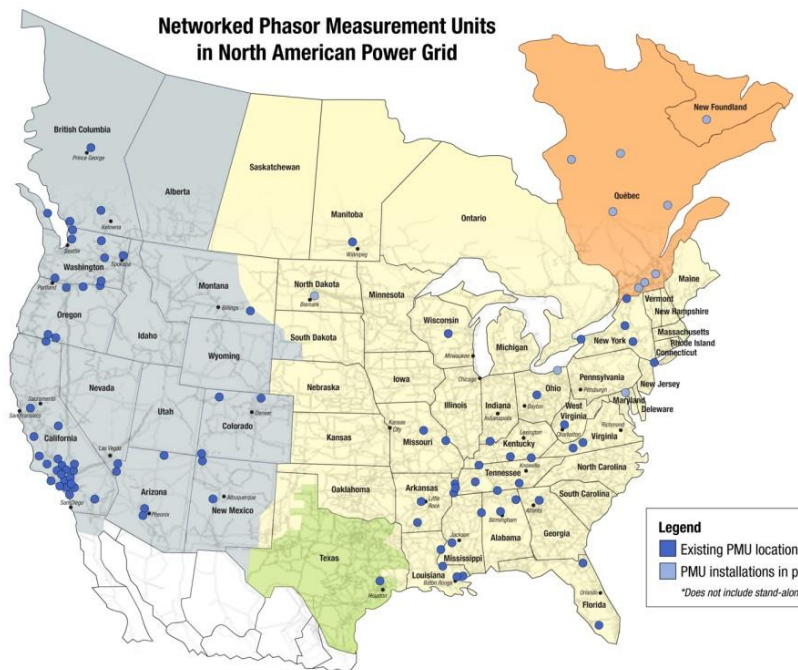 Networked Phasor Measurement Units
in North American Power Grid
British Columbia
Prince George
Alberta
Saskatchewan
Manitoba
Winnipeg
Ontario
New Foundland
Québec
Kelowna
Seattle
Spokane
Washington
Portland
Oregon
Idaho
Montana
Billings
Wyoming
North Dakota
Bismark
South Dakota
Minnesota
Wisconsin
Milwaukee
Michigan
Maine
Vermont
New Hampshire
Massachusetts
Rhode Island
Connecticut
New York
Nebraska
Iowa
Chicago
Illinois
Indiana
Indianapolis
Ohio
Dayton
Pennsylvania
Pittsburgh
New Jersey
Maryland
Deleware
West
Virginia
Charleston
Richmond
Virginia
Nevada
Utah
Colorado
Denver
Kansas
Kansas
City
Missouri
Lexington
Kentucky
Sacramento
San Francisco
California
Las Vegas
San Diego
Arizona
Pheonix
Albuquerque
New Mexico
Oklahoma
Arkansas
Little
Rock
Tennessee
Knoxville
North Carolina
South Carolina
Atlanta
Georgia
Birmingham
Alabama
Jackson
Mississippi
Louisiana
Baton Rouge
Texas
Houston
Orlando
Florida
Legend
Existing PMU location
PMU installations in p
*Does not include stand-alon